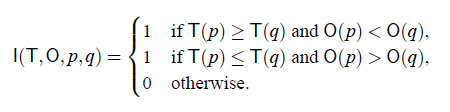 1 if T(p) ≥ T(q) and O(p) < O(q),
I(T,O,p,q) = { 1 if T(p) ≤ T(q) and O(p) > O(q),
0 otherwise.